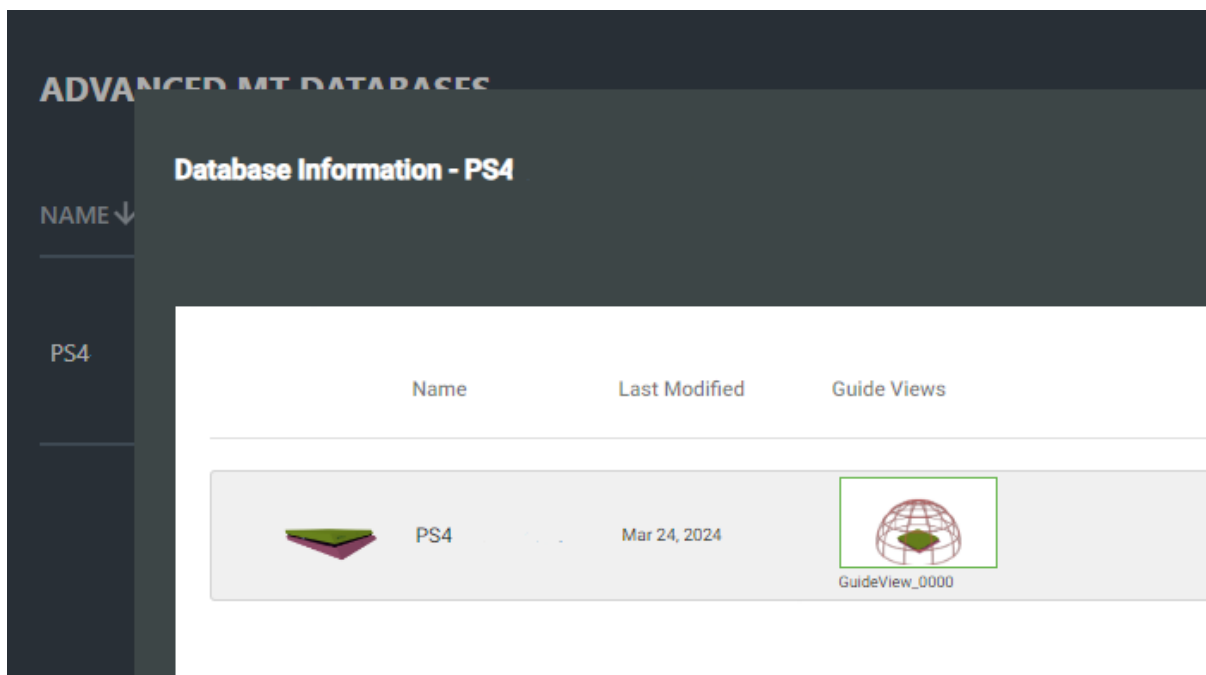 ADVANCED MT DATABASES
Database Information - PS4
NAME
PS4
Name Last Modified Guide Views
PS4 Mar 24, 2024
GuideView_0000